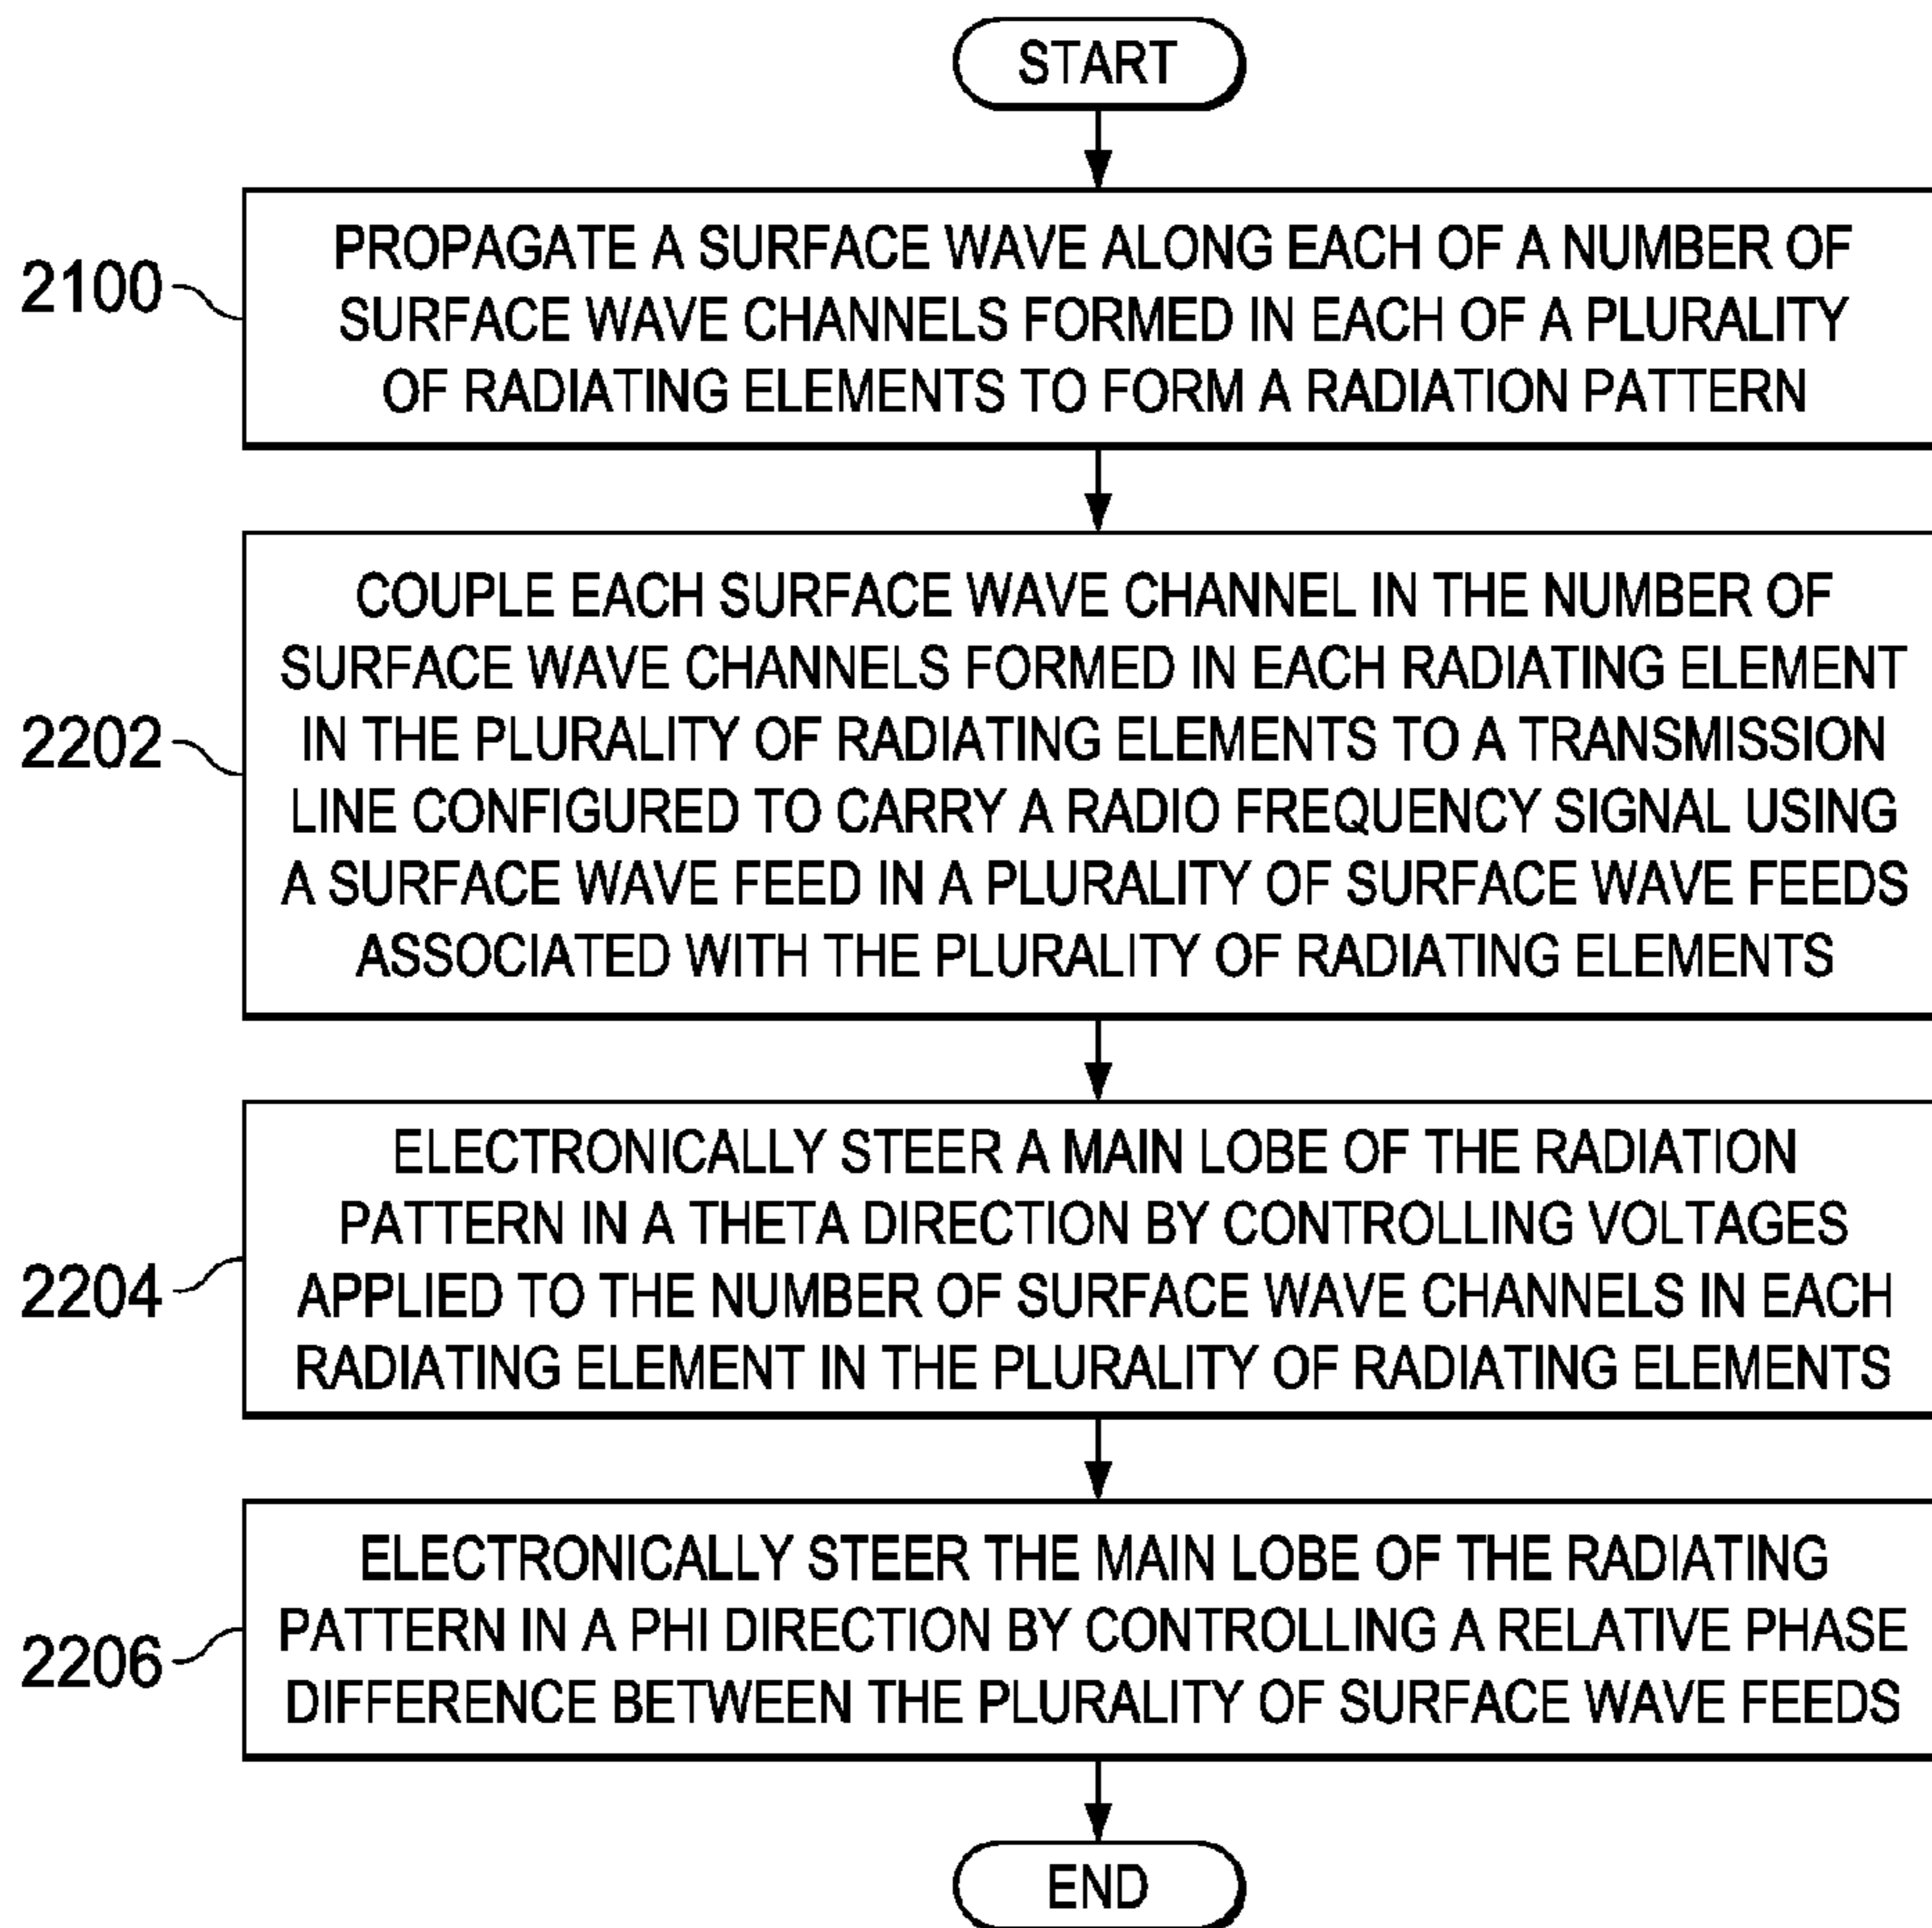 START
2100
PROPAGATE A SURFACE WAVE ALONG EACH OF A NUMBER OF
SURFACE WAVE CHANNELS FORMED IN EACH OF A PLURALITY
OF RADIATING ELEMENTS TO FORM A RADIATION PATTERN
2202
COUPLE EACH SURFACE WAVE CHANNEL IN THE NUMBER OF
SURFACE WAVE CHANNELS FORMED IN EACH RADIATING ELEMENT
IN THE PLURALITY OF RADIATING ELEMENTS TO A TRANSMISSION
LINE CONFIGURED TO CARRY A RADIO FREQUENCY SIGNAL USING
A SURFACE WAVE FEED IN A PLURALITY OF SURFACE WAVE FEEDS
ASSOCIATED WITH THE PLURALITY OF RADIATING ELEMENTS
2204
ELECTRONICALLY STEER A MAIN LOBE OF THE RADIATION
PATTERN IN A THETA DIRECTION BY CONTROLLING VOLTAGES
APPLIED TO THE NUMBER OF SURFACE WAVE CHANNELS IN EACH
RADIATING ELEMENT IN THE PLURALITY OF RADIATING ELEMENTS
2206
ELECTRONICALLY STEER THE MAIN LOBE OF THE RADIATING
PATTERN IN A PHI DIRECTION BY CONTROLLING A RELATIVE PHASE
DIFFERENCE BETWEEN THE PLURALITY OF SURFACE WAVE FEEDS
END